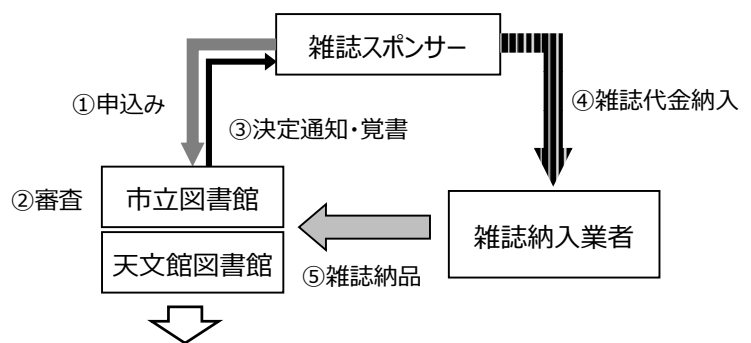 雑誌スポンサー
①申込み
④雑誌代金納入
③決定通知・覚書
②審査
市立図書館
雑誌納入業者
天文館図書館
⑤雑誌納品